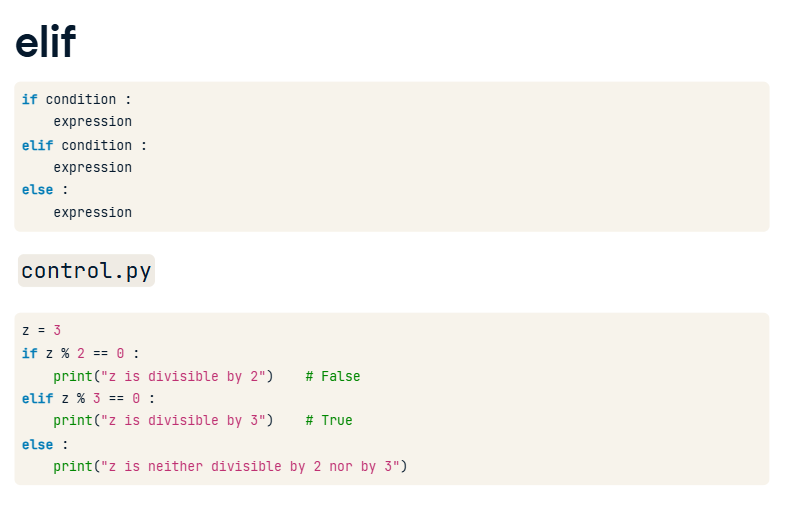 elif
if condition :
    expression
elif condition :
    expression
else :
    expression
control.py
z = 3
if z % 2 == 0 :
    print("z is divisible by 2")    # False
elif z % 3 == 0 :
    print("z is divisible by 3")    # True
else :
    print("z is neither divisible by 2 nor by 3")